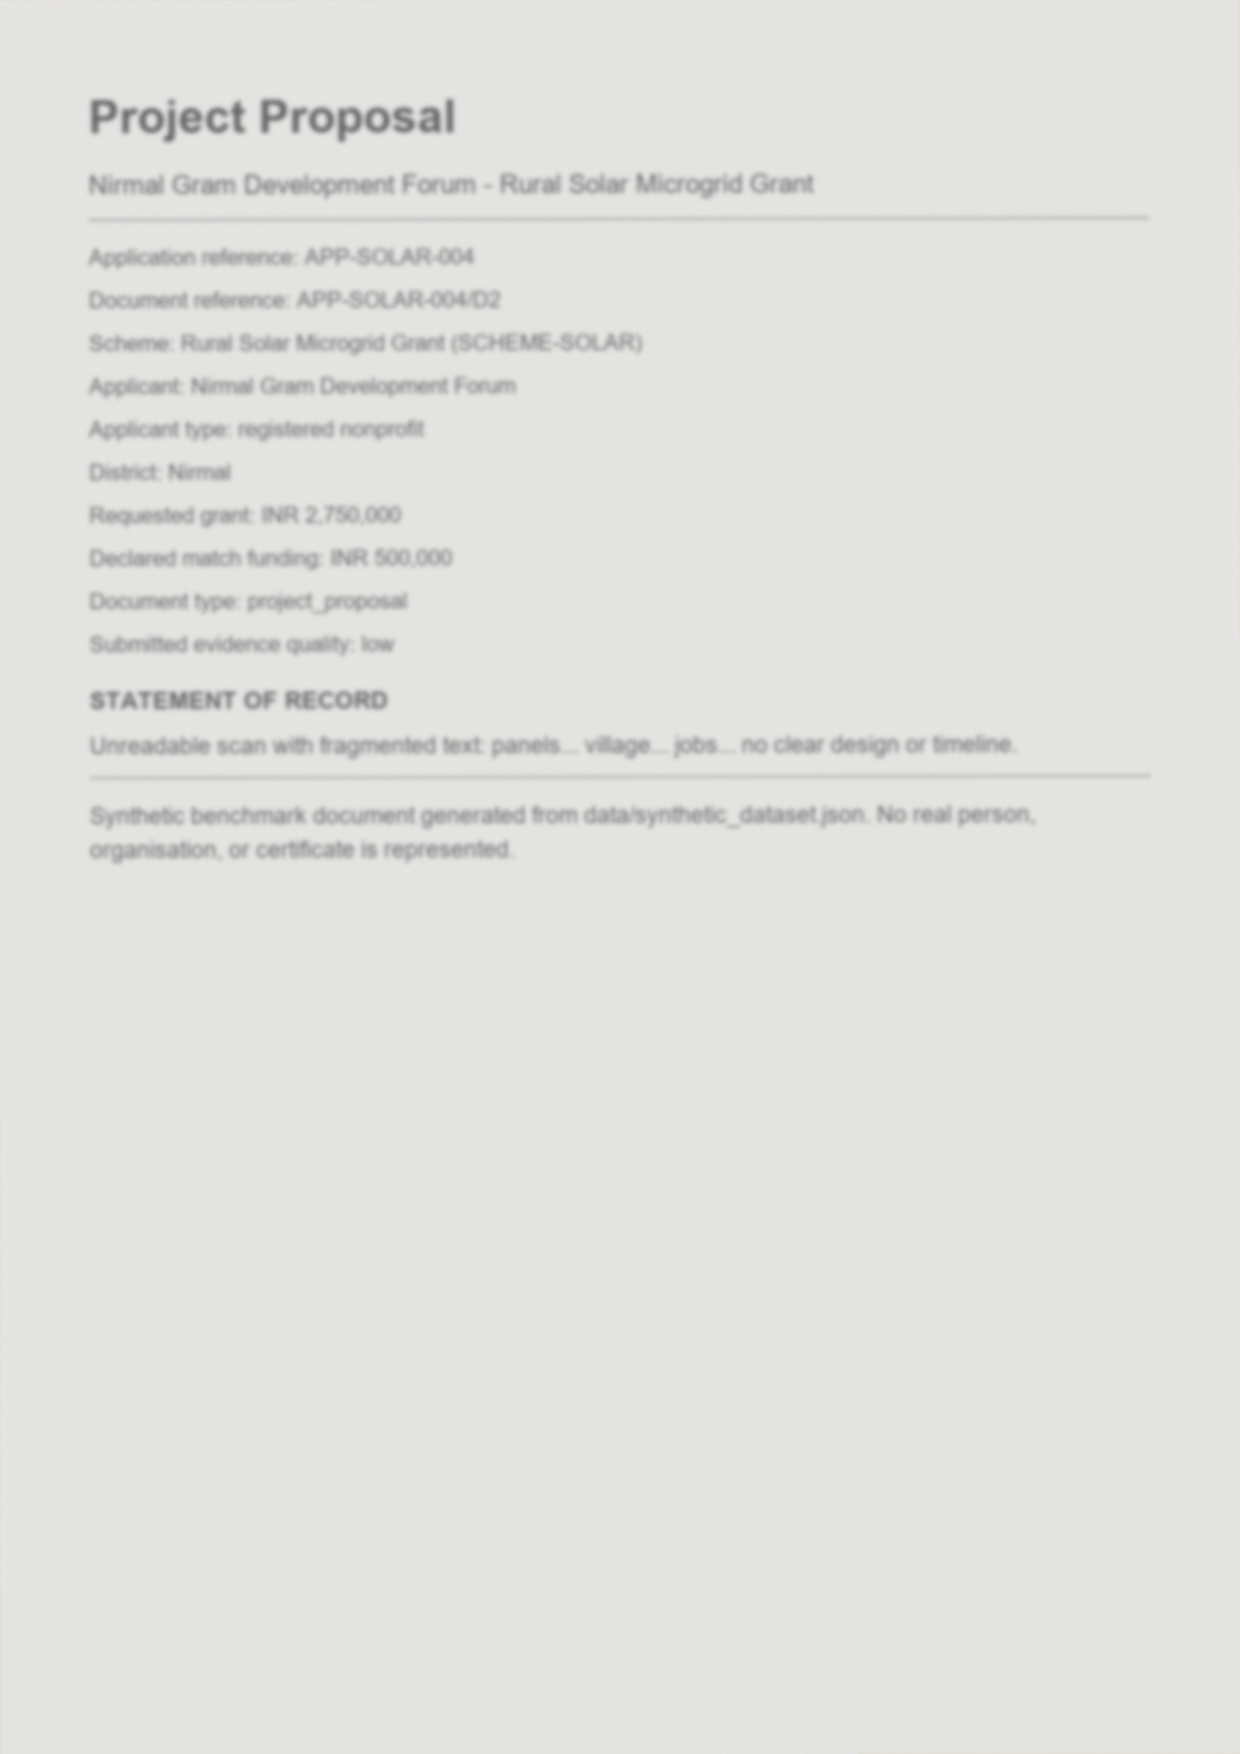 Project Proposal
Nirmal Gram Development Forum - Rural Solar Microgrid Grant
Application reference: APP-SOLAR-004
Document reference: APP-SOLAR-004/D2
Scheme: Rural Solar Microgrid Grant (SCHEME-SOLAR)
Applicant: Nirmal Gram Development Forum
Applicant type: registered nonprofit
District: Nirmal
Requested grant: INR 2,750,000
Declared match funding: INR 500,000
Document type: project_proposal
Submitted evidence quality: low
STATEMENT OF RECORD
Unreadable scan with fragmented text: panels... village... jobs... no clear design or timeline.
Synthetic benchmark document generated from data/synthetic_dataset.json. No real person,
organisation, or certificate is represented.